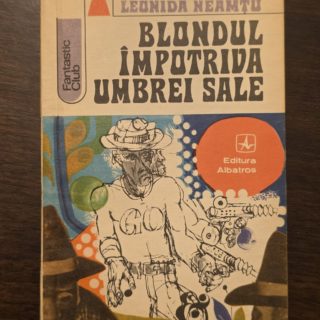 LEONIDA NEAMȚU
BLONDUL
ÎMPOTRIVA
UMBREI SALE
Fantastic
Club
Editura
Albatros
GO